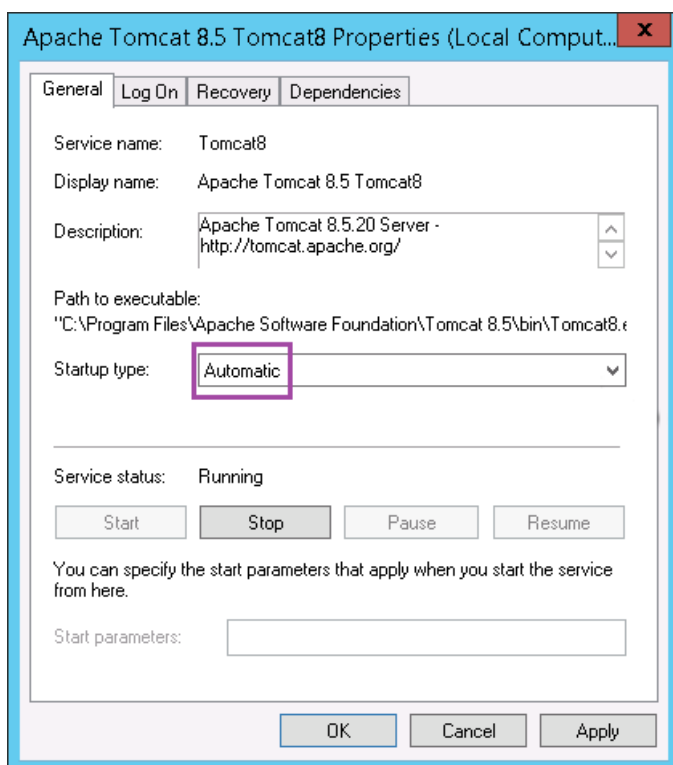 Apache Tomcat 8.5 Tomcat8 Properties (Local Comput... x
General Log On Recovery Dependencies
Service name: Tomcat8
Display name: Apache Tomcat 8.5 Tomcat8
Description: Apache Tomcat 8.5.20 Server -
http://tomcat.apache.org/
Path to executable:
"C:\Program Files\Apache Software Foundation\Tomcat 8.5\bin\Tomcat8.e
Startup type: Automatic
Service status: Running
Start Stop Pause Resume
You can specify the start parameters that apply when you start the service
from here.
Start parameters:
OK Cancel Apply